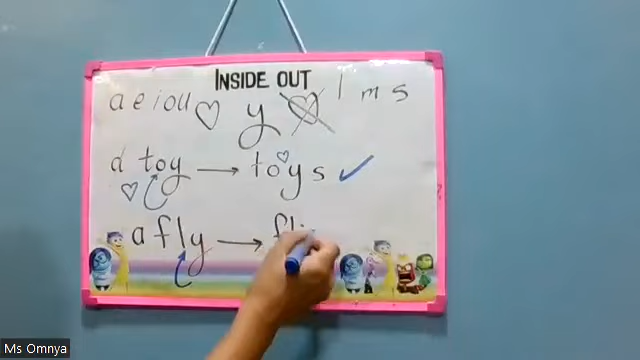 INSIDE OUT
a e i o u y l m s
a toy → toys ✓
a fly → fl
Ms Omnya